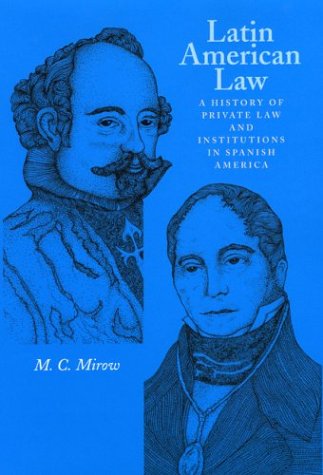 Latin
American
Law
A HISTORY OF
PRIVATE LAW AND
INSTITUTIONS
IN SPANISH
AMERICA
M. C. Mirow